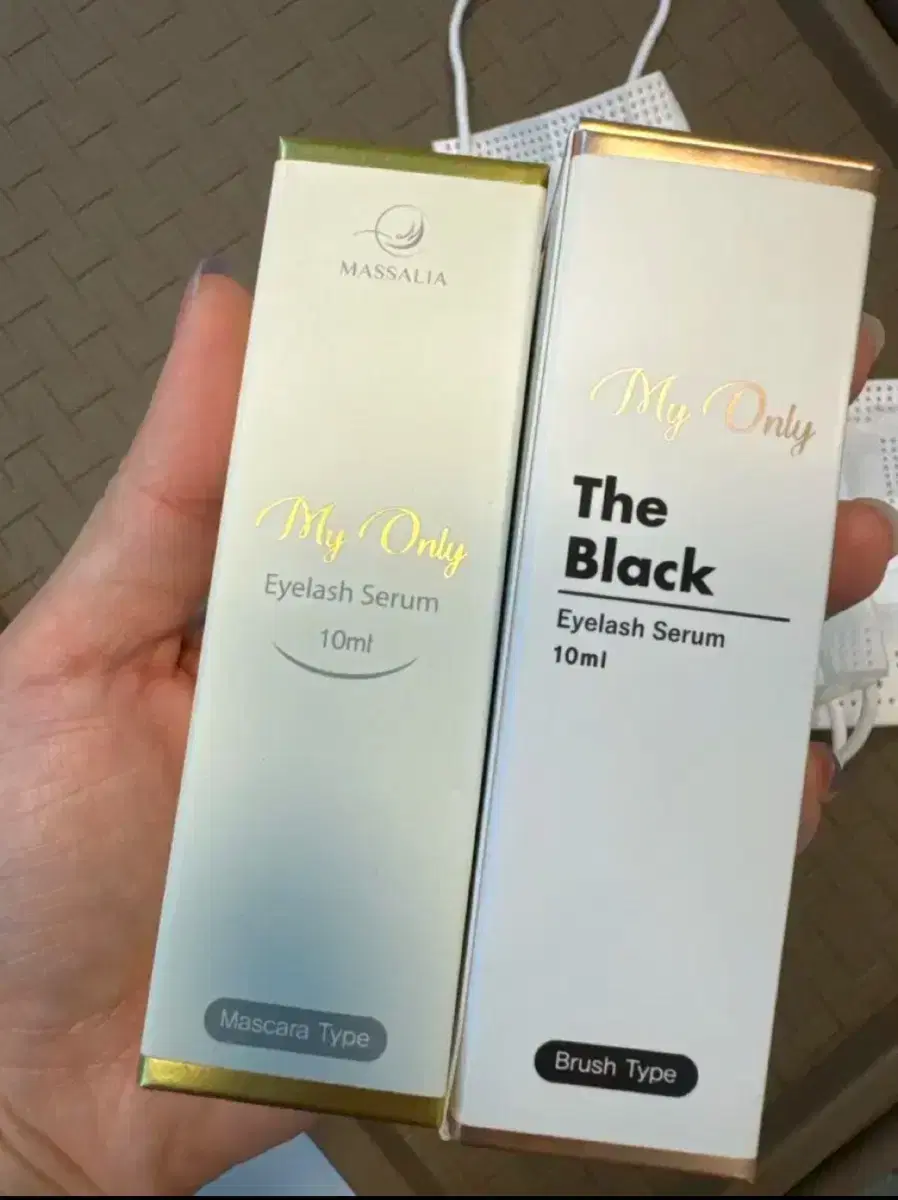 MASSALIA
My Only
Eyelash Serum
10ml
Mascara Type
My Only
The
Black
Eyelash Serum
10ml
Brush Type